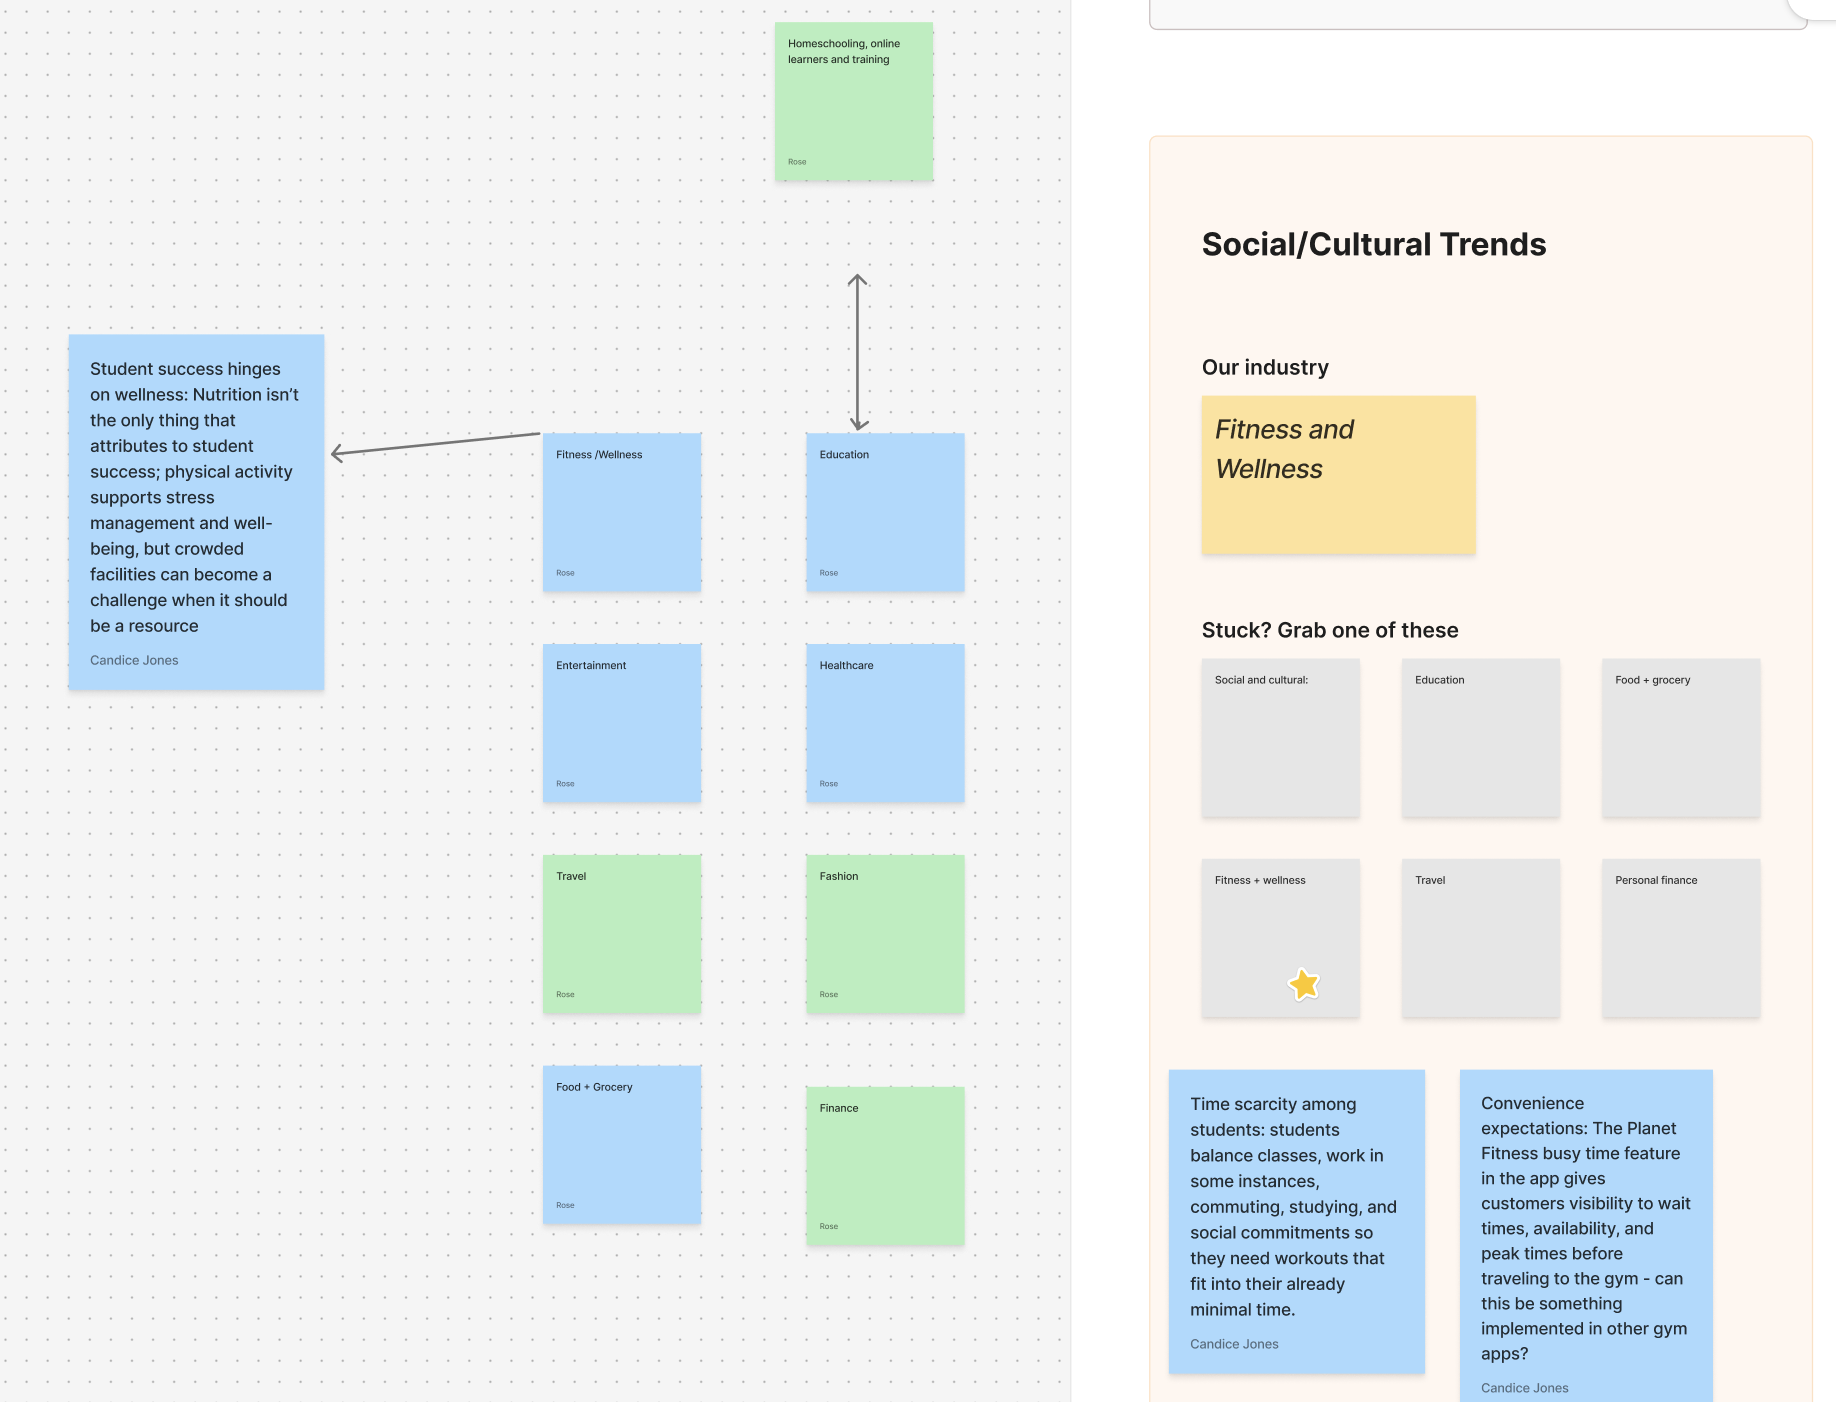 Homeschooling, online
learners and training
Rose
Student success hinges
on wellness: Nutrition isn't
the only thing that
attributes to student
success; physical activity
supports stress
management and well-
being, but crowded
facilities can become a
challenge when it should
be a resource
Candice Jones
Fitness /Wellness
Rose
Education
Rose
Entertainment
Rose
Healthcare
Rose
Travel
Rose
Fashion
Rose
Food + Grocery
Rose
Finance
Rose
Social/Cultural Trends
Our industry
Fitness and
Wellness
Stuck? Grab one of these
Social and cultural:
Education
Food + grocery
Fitness + wellness
Travel
Personal finance
Time scarcity among
students: students
balance classes, work in
some instances,
commuting, studying, and
social commitments so
they need workouts that
fit into their already
minimal time.
Candice Jones
Convenience
expectations: The Planet
Fitness busy time feature
in the app gives
customers visibility to wait
times, availability, and
peak times before
traveling to the gym - can
this be something
implemented in other gym
apps?
Candice Jones